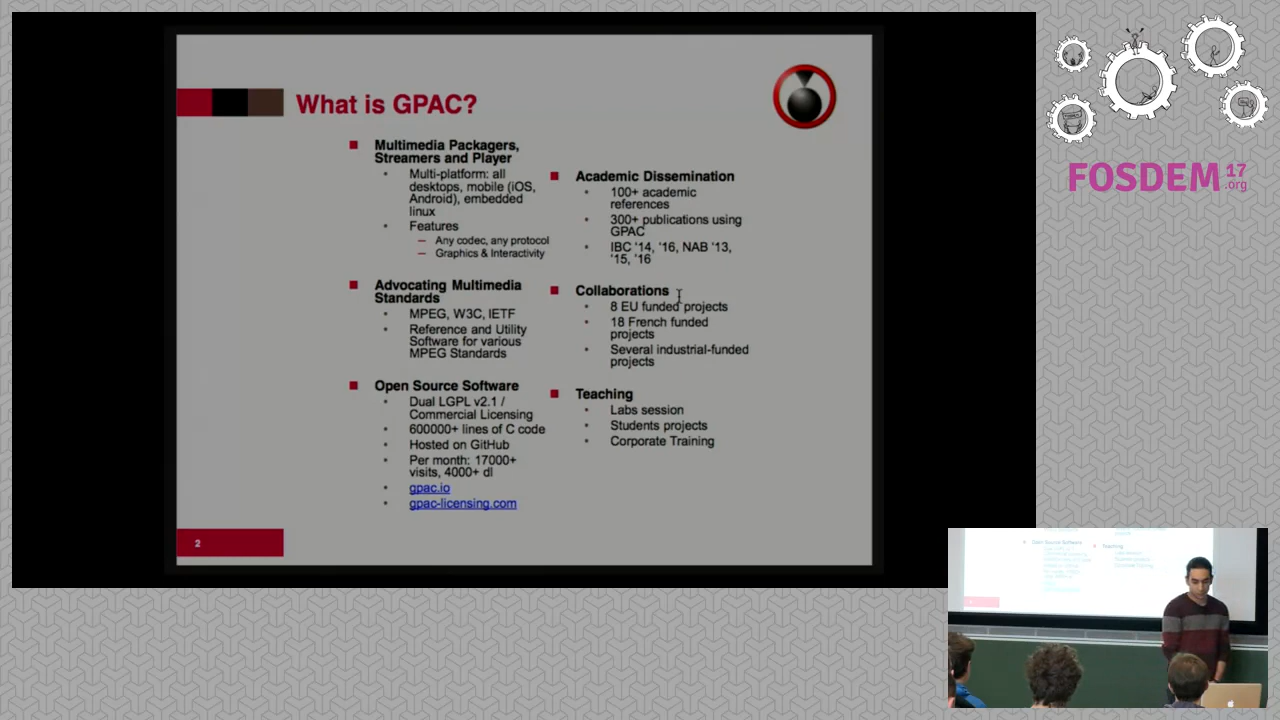 What is GPAC?
Multimedia Packagers,
Streamers and Player
Multi-platform: all
desktops, mobile (iOS,
Android), embedded
linux
Features
Any codec, any protocol
Graphics & Interactivity
Advocating Multimedia
Standards
MPEG, W3C, IETF
Reference and Utility
Software for various
MPEG Standards
Open Source Software
Dual LGPL v2.1 /
Commercial Licensing
600000+ lines of C code
Hosted on GitHub
Per month: 17000+
visits, 4000+ dl
gpac.io
gpac-licensing.com
Academic Dissemination
100+ academic
references
300+ publications using
GPAC
IBC '14, '16, NAB '13,
'15, '16
Collaborations
8 EU funded projects
18 French funded
projects
Several industrial-funded
projects
Teaching
Labs session
Students projects
Corporate Training
2
FOSDEM 17
.org
Open Source Software
Teaching